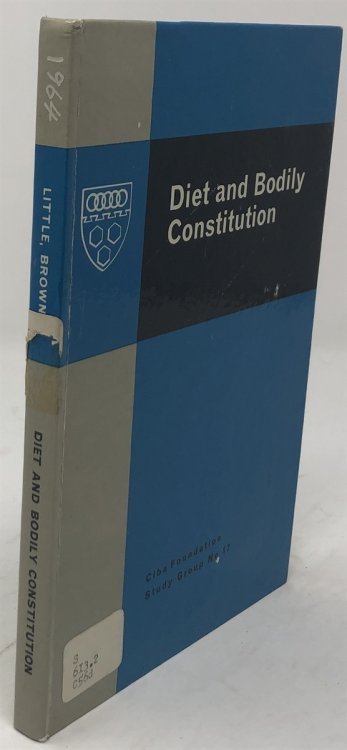 1964
LITTLE, BROWN
DIET AND BODILY CONSTITUTION
Diet and Bodily
Constitution
Ciba Foundation
Study Group No 17